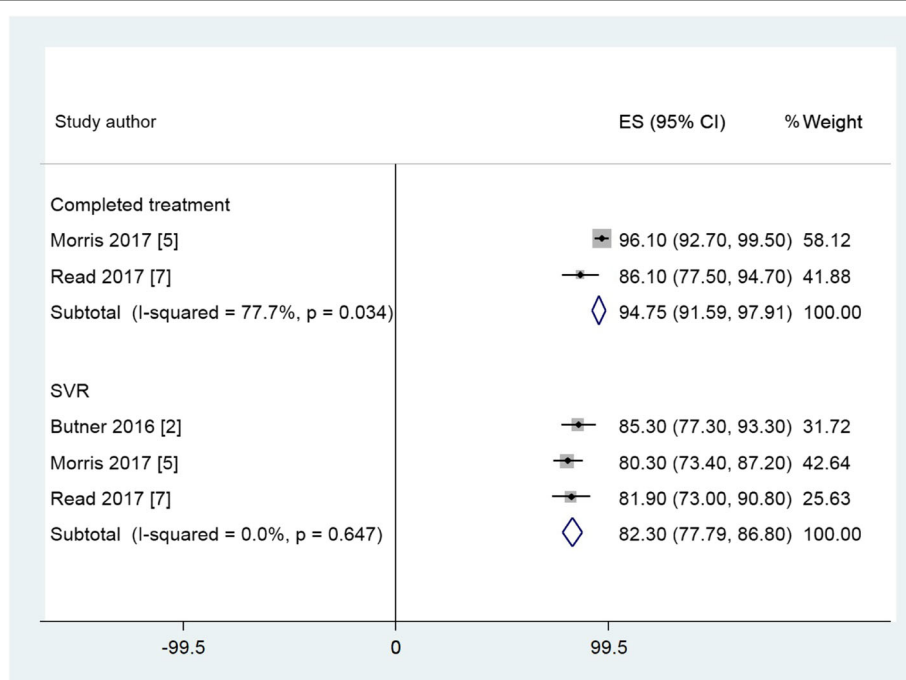 Study author ES (95% CI) % Weight
Completed treatment
Morris 2017 [5] 96.10 (92.70, 99.50) 58.12
Read 2017 [7] 86.10 (77.50, 94.70) 41.88
Subtotal (I-squared = 77.7%, p = 0.034) 94.75 (91.59, 97.91) 100.00
SVR
Butner 2016 [2] 85.30 (77.30, 93.30) 31.72
Morris 2017 [5] 80.30 (73.40, 87.20) 42.64
Read 2017 [7] 81.90 (73.00, 90.80) 25.63
Subtotal (I-squared = 0.0%, p = 0.647) 82.30 (77.79, 86.80) 100.00
-99.5 0 99.5